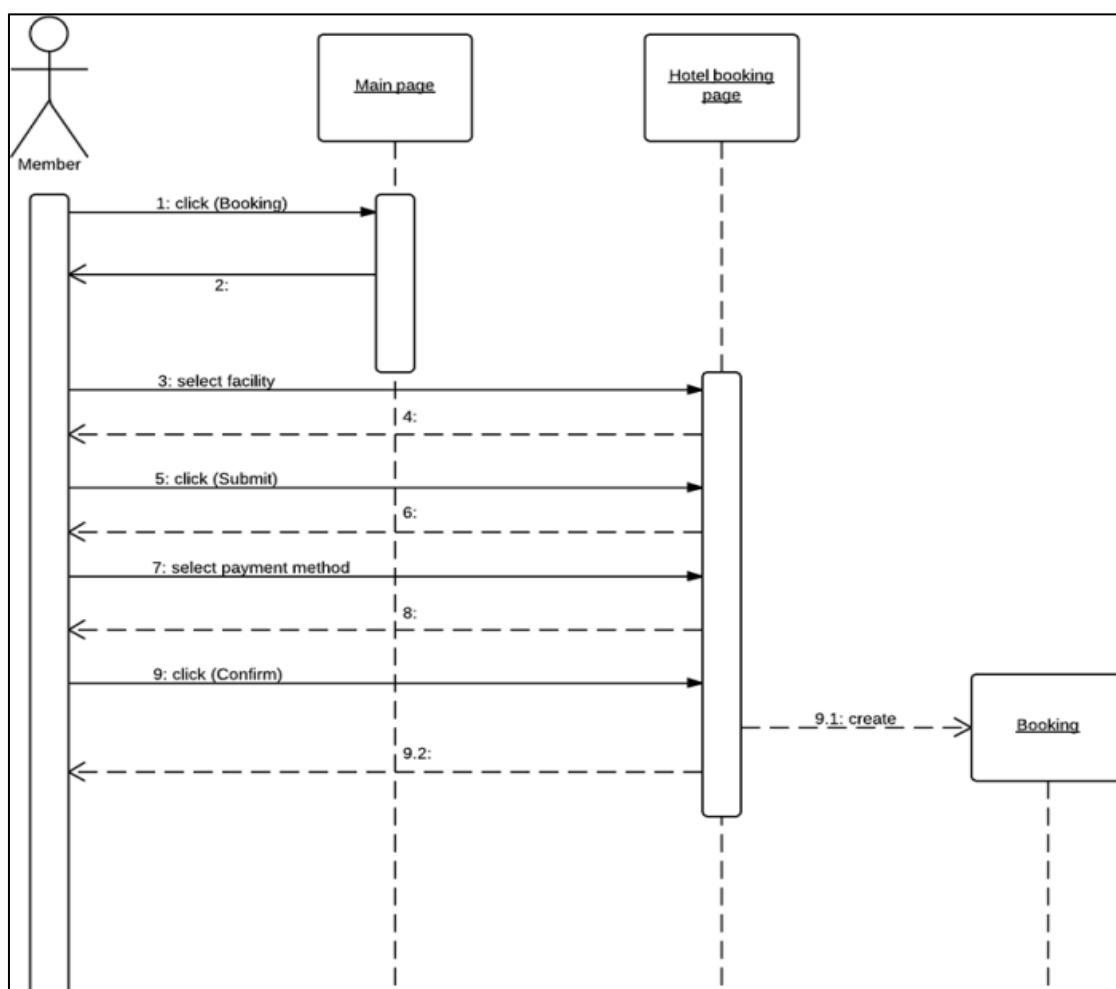 Main page
Hotel booking
page
Member
1: click (Booking)
2:
3: select facility
4:
5: click (Submit)
6:
7: select payment method
8:
9: click (Confirm)
9.1: create
Booking
9.2: